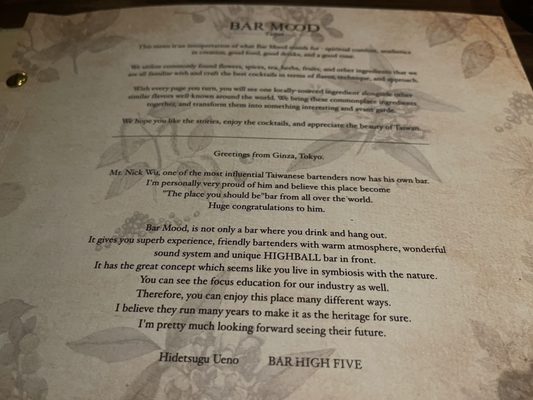 BAR MOOD
Taipei
This menu is an interpretation of what Bar Mood stands for - spiritual comfort, resilience
in creation, good food, good drinks, and a good time.
We utilize commonly found flowers, spices, tea, herbs, fruits, and other ingredients that we
are all familiar with and craft the best cocktails in terms of flavor, technique, and approach.
With every page you turn, you will see one locally-sourced ingredient alongside other
similar flavors well-known around the world. We bring these commonplace ingredients
together, and transform them into something interesting and avant-garde.
We hope you like the stories, enjoy the cocktails, and appreciate the beauty of Taiwan.
Greetings from Ginza, Tokyo.
Mr. Nick Wu, one of the most influential Taiwanese bartenders now has his own bar.
I'm personally very proud of him and believe this place become
"The place you should be"bar from all over the world.
Huge congratulations to him.
Bar Mood, is not only a bar where you drink and hang out.
It gives you superb experience, friendly bartenders with warm atmosphere, wonderful
sound system and unique HIGHBALL bar in front.
It has the great concept which seems like you live in symbiosis with the nature.
You can see the focus education for our industry as well.
Therefore, you can enjoy this place many different ways.
I believe they run many years to make it as the heritage for sure.
I'm pretty much looking forward seeing their future.
Hidetsugu Ueno BAR HIGH FIVE